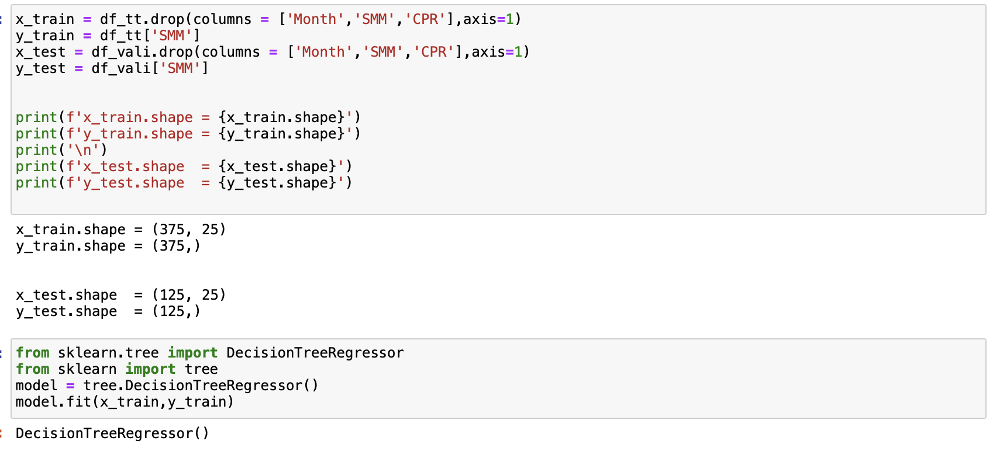 x_train = df_tt.drop(columns = ['Month','SMM','CPR'],axis=1)
y_train = df_tt['SMM']
x_test = df_vali.drop(columns = ['Month','SMM','CPR'],axis=1)
y_test = df_vali['SMM']
print(f'x_train.shape = {x_train.shape}')
print(f'y_train.shape = {y_train.shape}')
print('\n')
print(f'x_test.shape  = {x_test.shape}')
print(f'y_test.shape  = {y_test.shape}')
x_train.shape = (375, 25)
y_train.shape = (375,)
x_test.shape  = (125, 25)
y_test.shape  = (125,)
from sklearn.tree import DecisionTreeRegressor
from sklearn import tree
model = tree.DecisionTreeRegressor()
model.fit(x_train,y_train)
DecisionTreeRegressor()